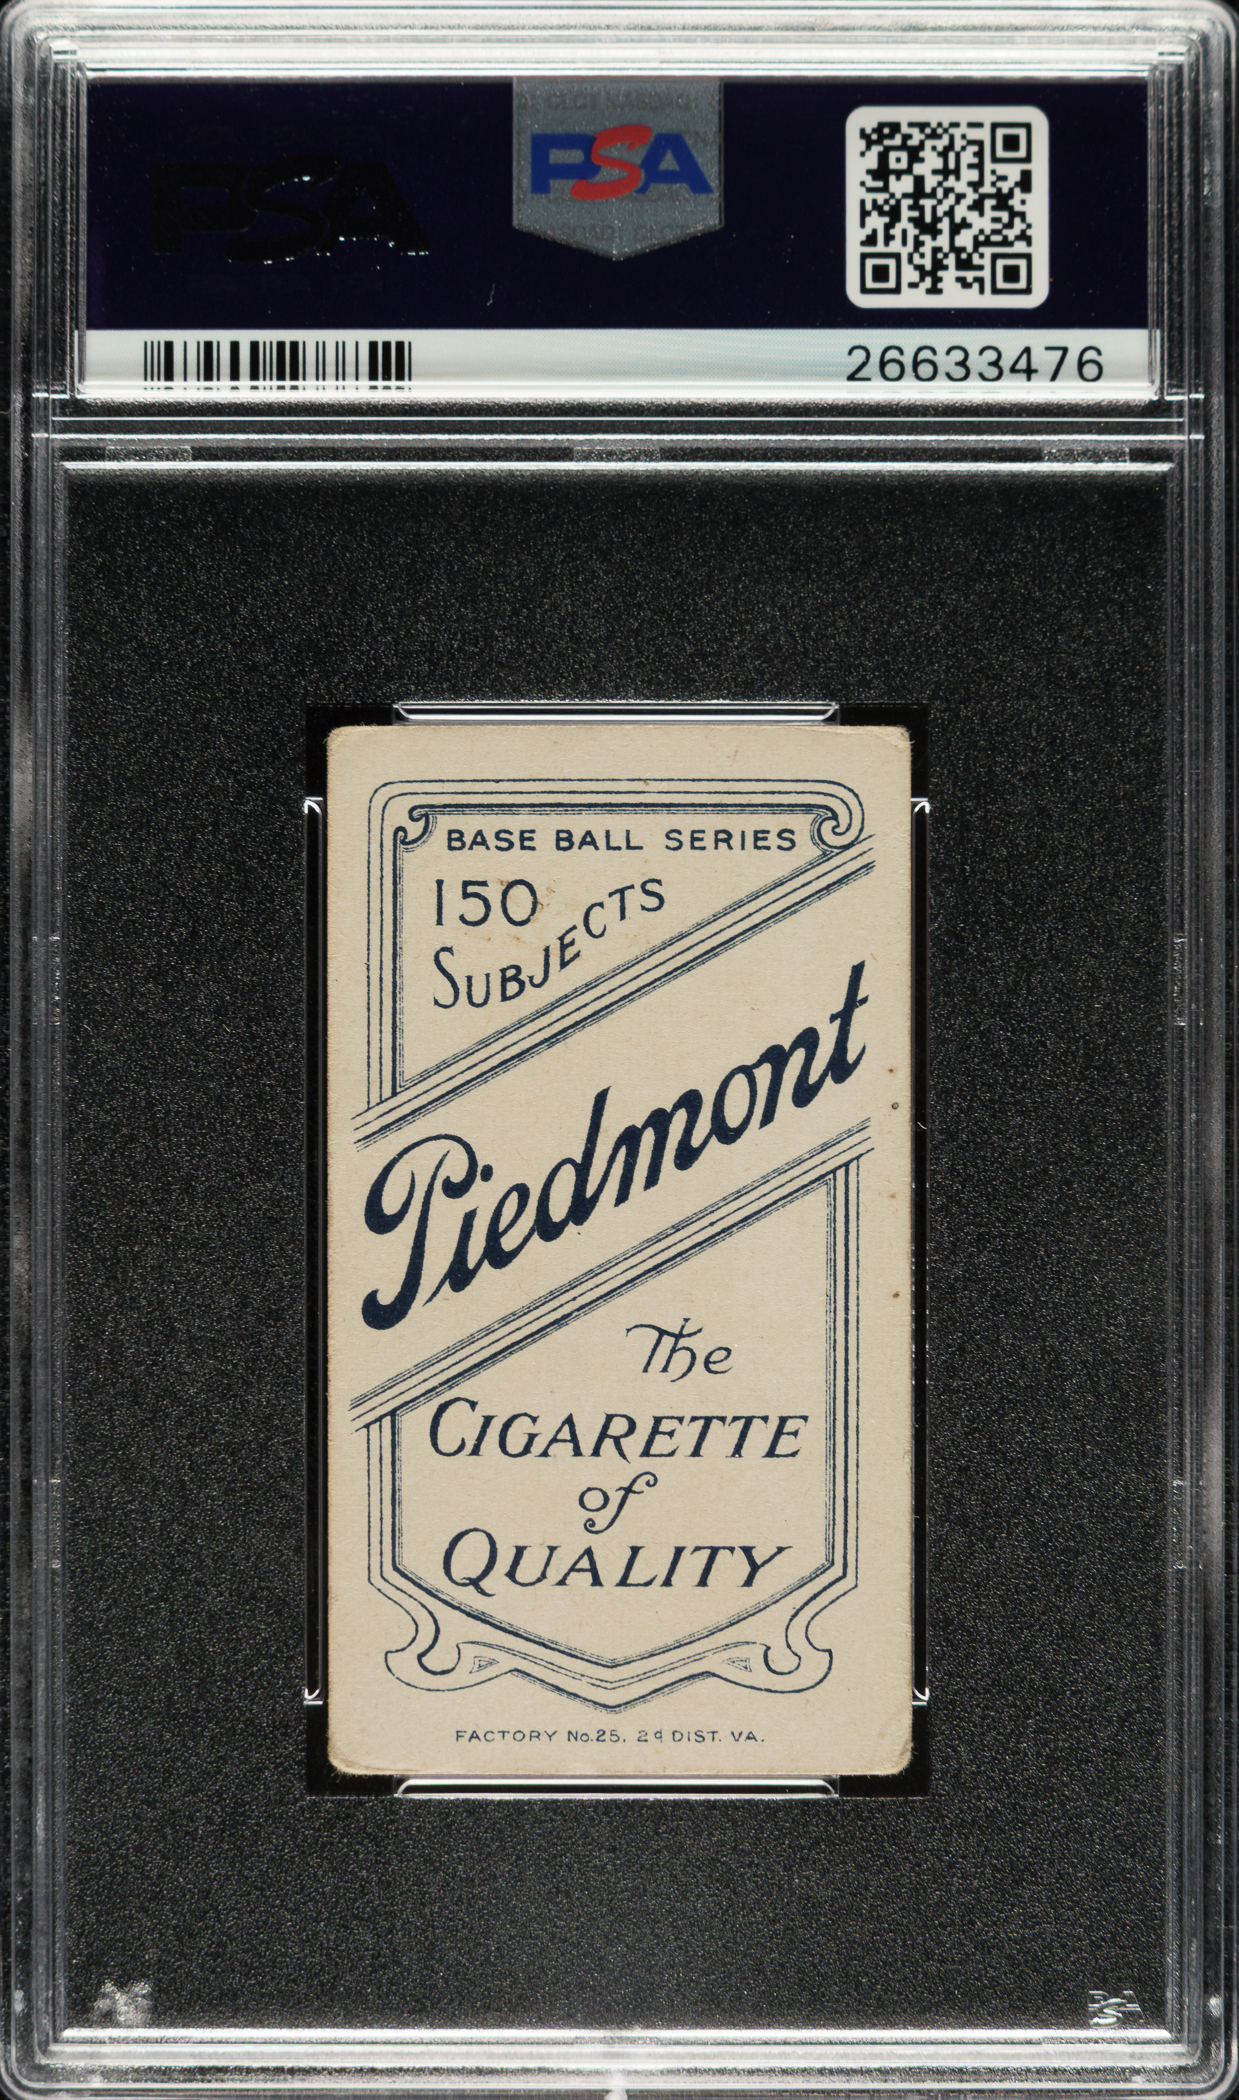 PSA
PSA
26633476
BASE BALL SERIES
150
SUBJECTS
Piedmont
The
CIGARETTE
of
QUALITY
FACTORY No.25, 2d DIST. VA.